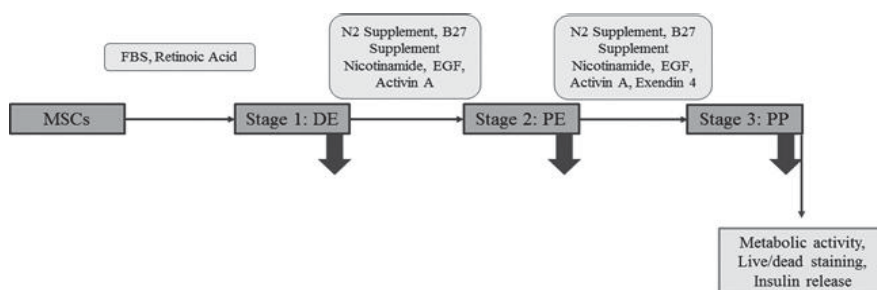 FBS, Retinoic Acid
N2 Supplement, B27
Supplement
Nicotinamide, EGF,
Activin A
N2 Supplement, B27
Supplement
Nicotinamide, EGF,
Activin A, Exendin 4
MSCs
Stage 1: DE
Stage 2: PE
Stage 3: PP
Metabolic activity,
Live/dead staining,
Insulin release